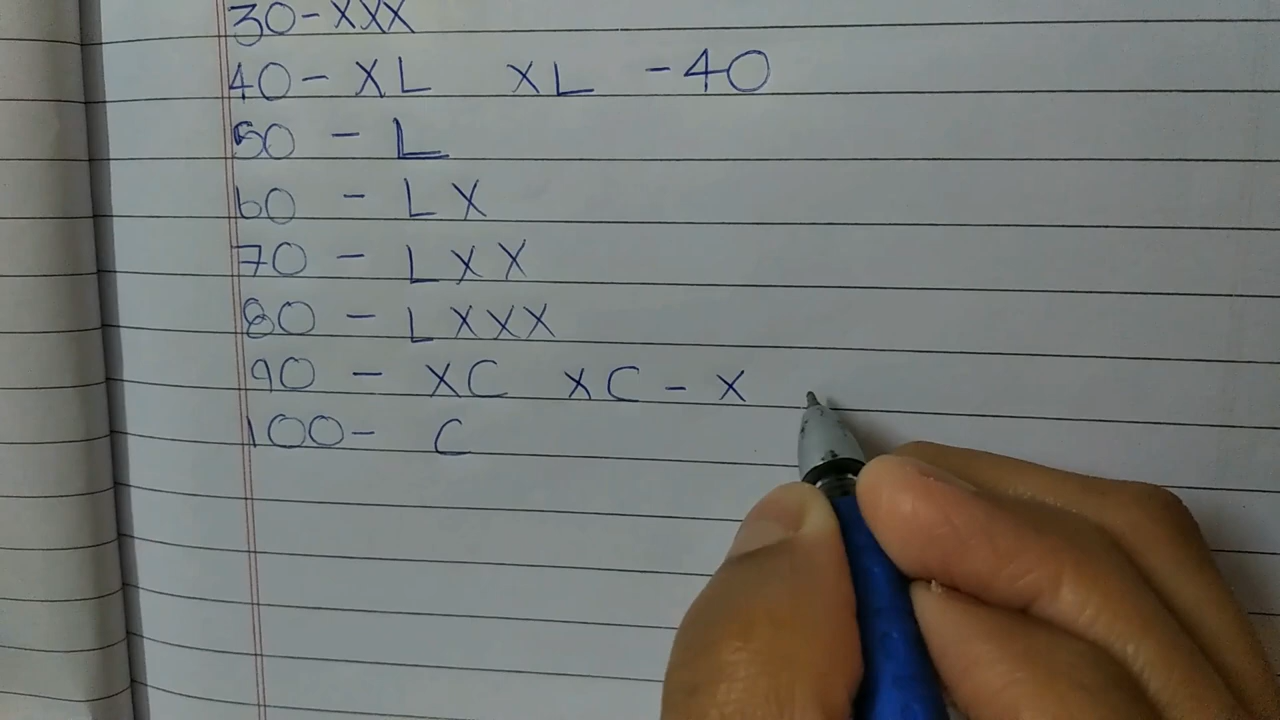 30-XXX
40- XL XL -40
50 - L
60 - LX
70 - LXX
80 - LXXX
90 - XC XC - X
100- C